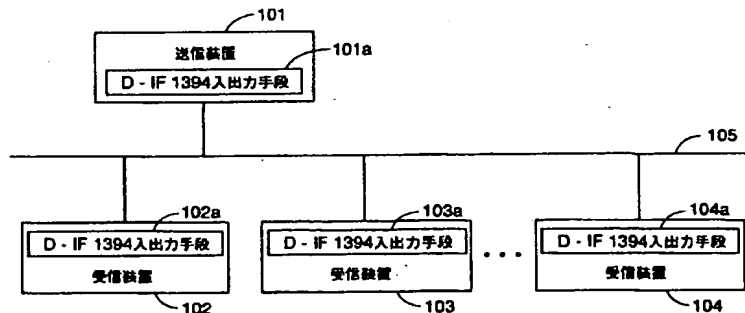 101
送信装置
101a
D - IF 1394入出力手段
105
102a
D - IF 1394入出力手段
受信装置
102
103a
D - IF 1394入出力手段
受信装置
103
...
104a
D - IF 1394入出力手段
受信装置
104